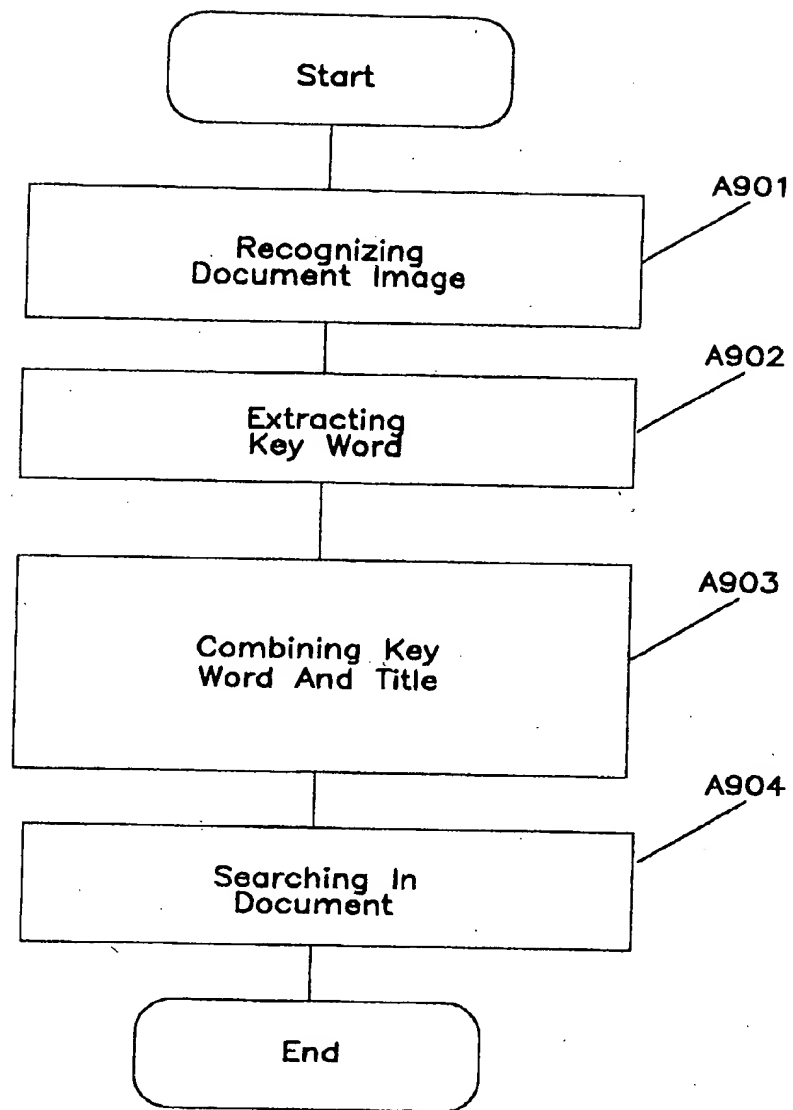 Start
A901
Recognizing
Document Image
A902
Extracting
Key Word
A903
Combining Key
Word And Title
A904
Searching In
Document
End